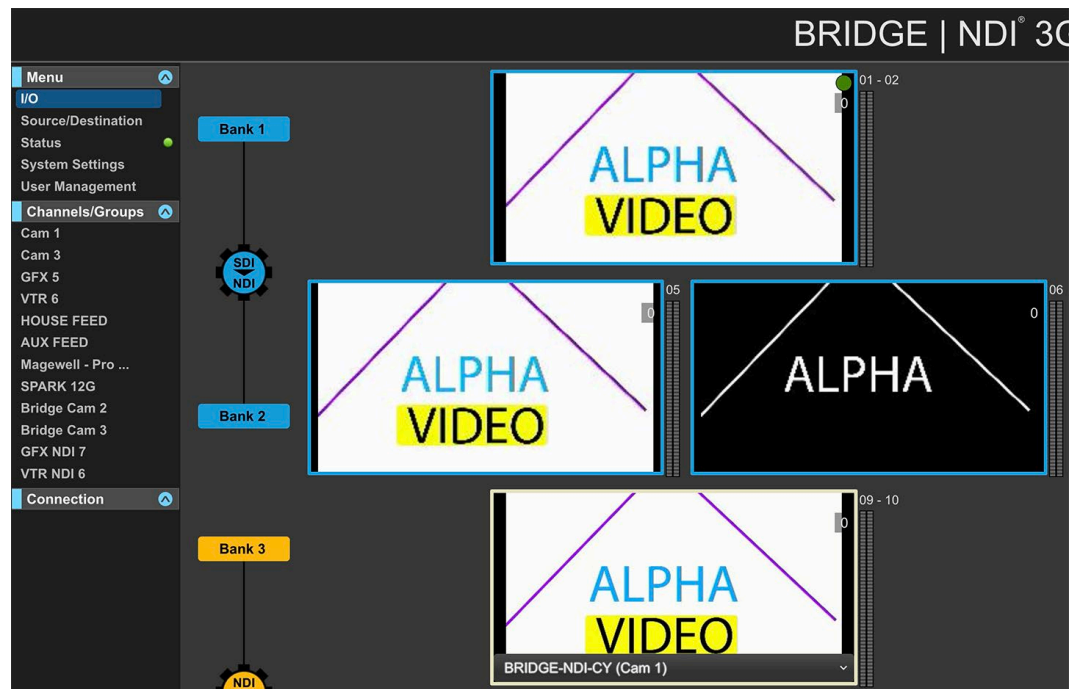 BRIDGE | NDI® 3G
Menu
I/O
Source/Destination
Status
System Settings
User Management
Channels/Groups
Cam 1
Cam 3
GFX 5
VTR 6
HOUSE FEED
AUX FEED
Magewell - Pro ...
SPARK 12G
Bridge Cam 2
Bridge Cam 3
GFX NDI 7
VTR NDI 6
Connection
Bank 1
SDI
NDI
Bank 2
Bank 3
NDI
01 - 02
0
ALPHA
VIDEO
05
0
ALPHA
VIDEO
06
0
ALPHA
09 - 10
0
ALPHA
VIDEO
BRIDGE-NDI-CY (Cam 1)